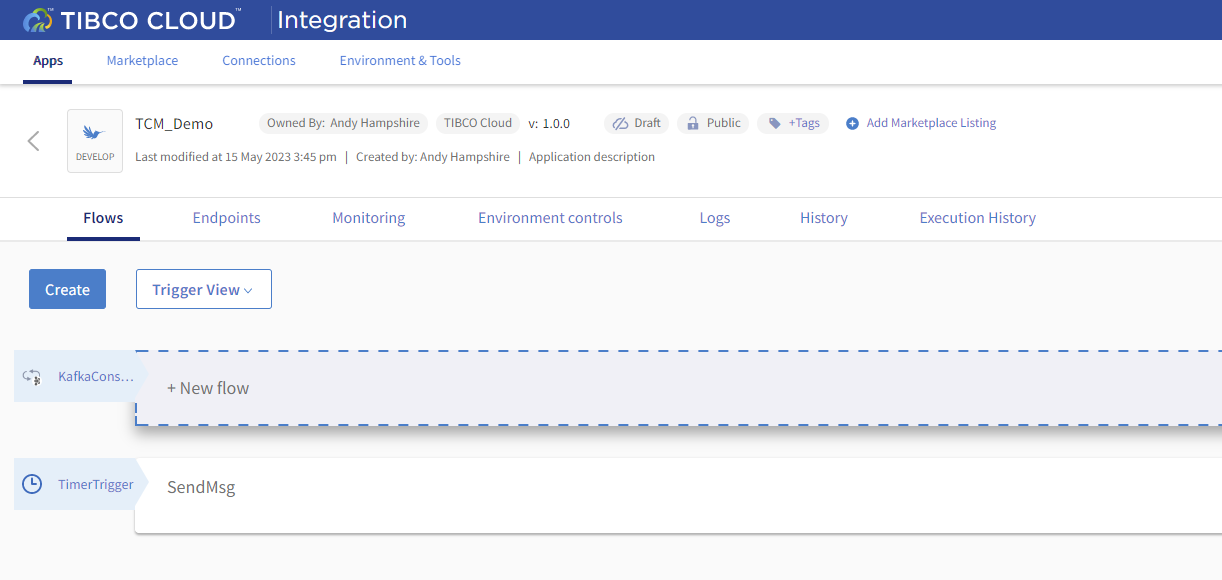 TIBCO CLOUD™ Integration
Apps Marketplace Connections Environment & Tools
TCM_Demo Owned By: Andy Hampshire TIBCO Cloud v: 1.0.0 Draft Public +Tags Add Marketplace Listing
DEVELOP
Last modified at 15 May 2023 3:45 pm | Created by: Andy Hampshire | Application description
Flows Endpoints Monitoring Environment controls Logs History Execution History
Create Trigger View
KafkaCons... + New flow
TimerTrigger SendMsg